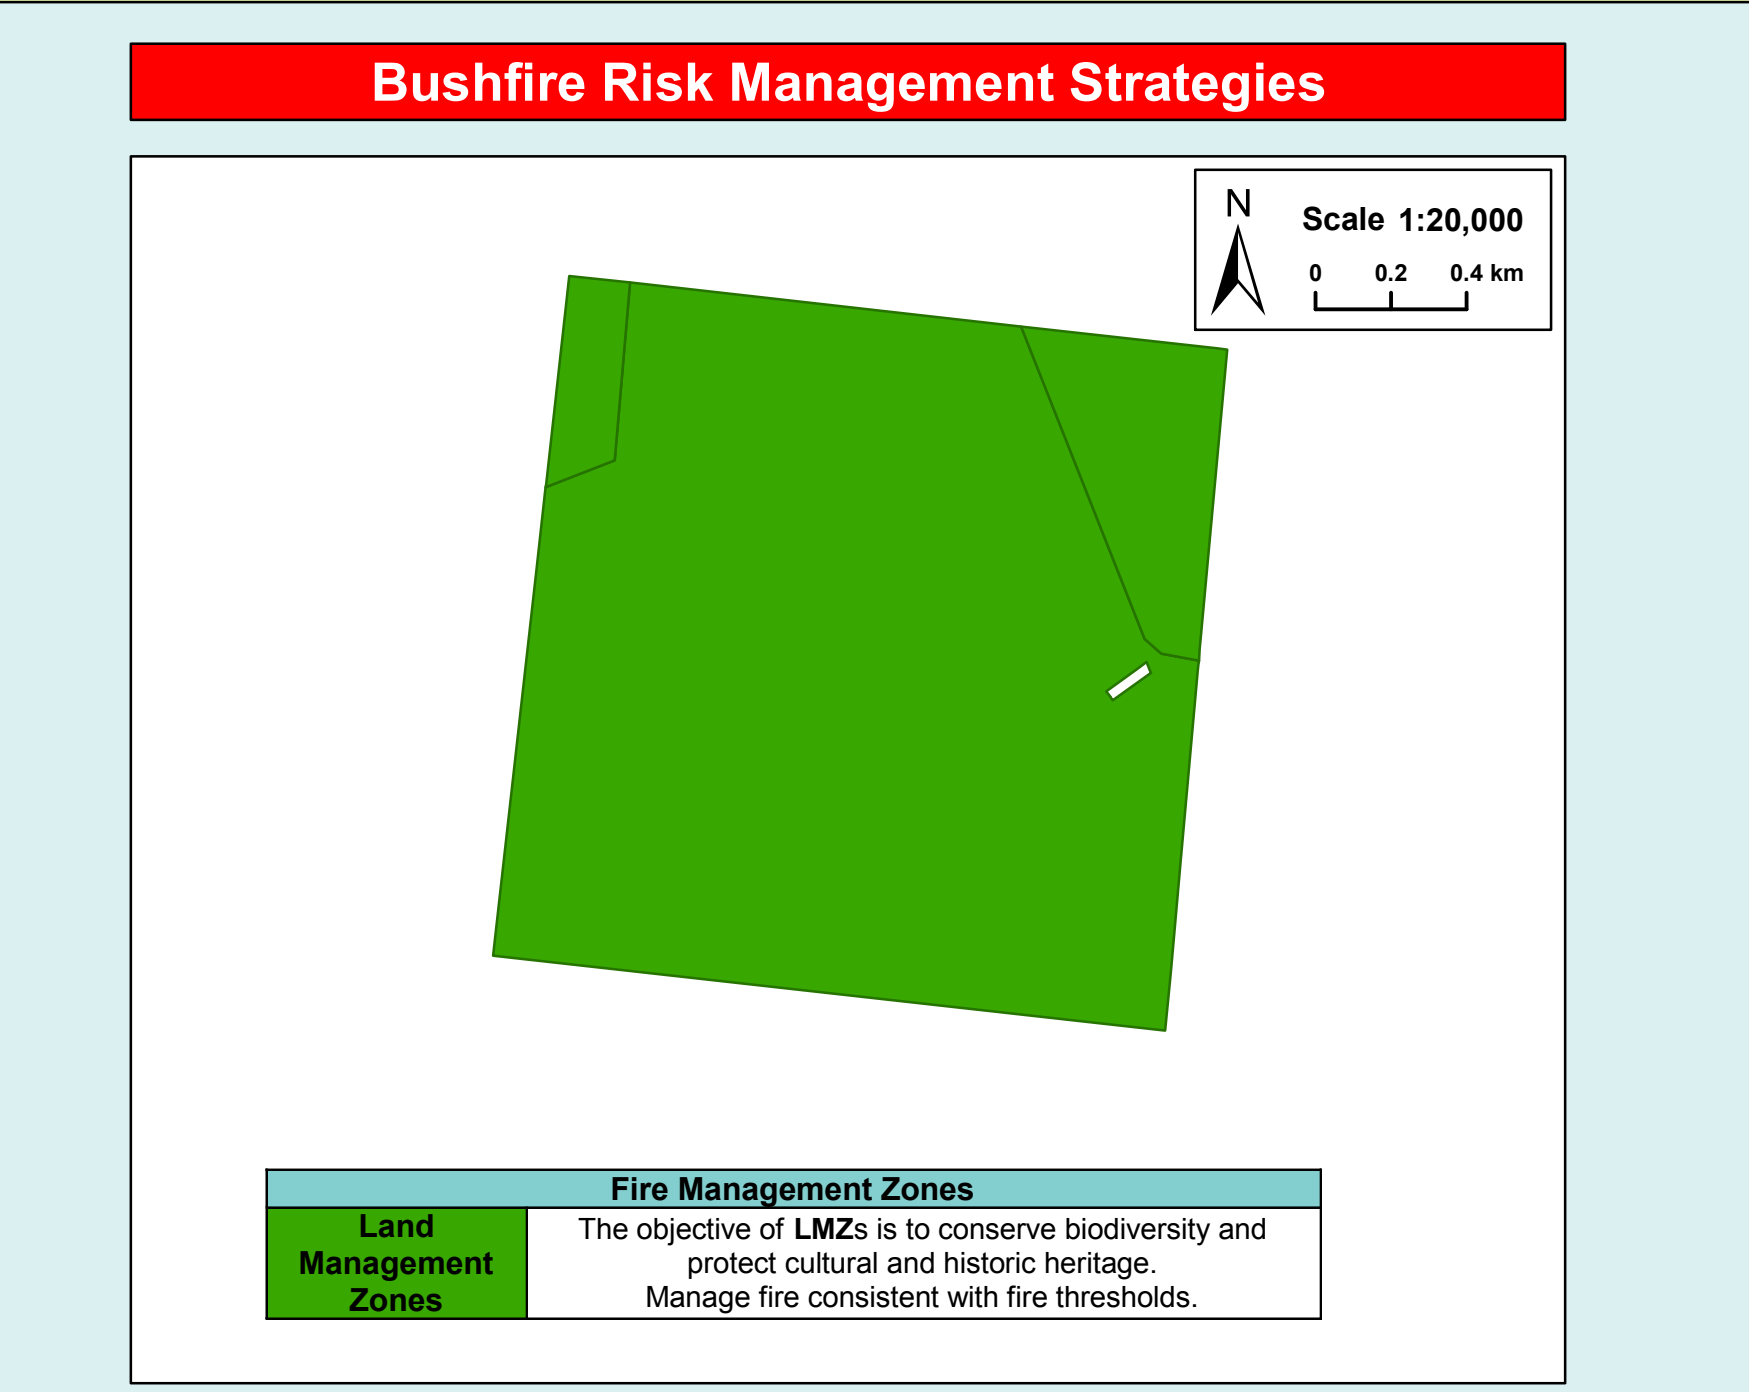 Bushfire Risk Management Strategies
N
Scale 1:20,000
0 0.2 0.4 km
Fire Management Zones
Land
Management
Zones
The objective of LMZs is to conserve biodiversity and
protect cultural and historic heritage.
Manage fire consistent with fire thresholds.